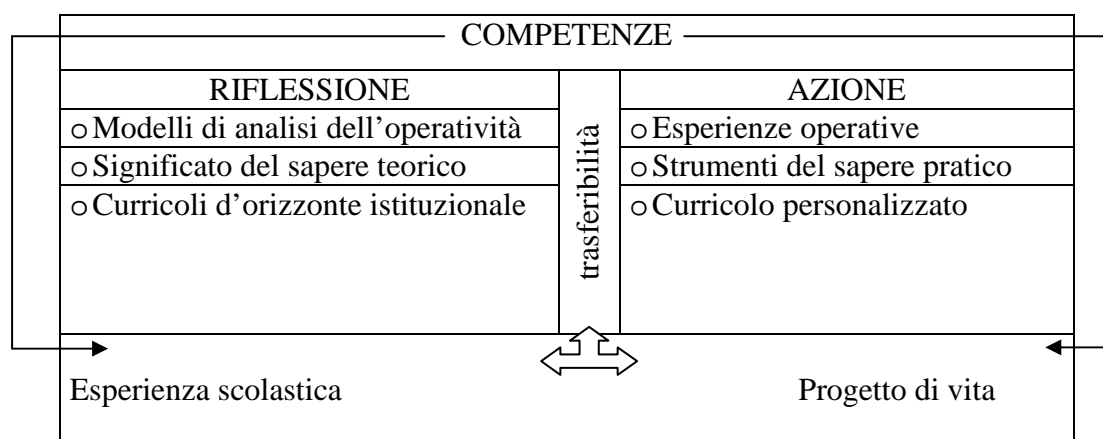 COMPETENZE
RIFLESSIONE
AZIONE
o Modelli di analisi dell’operatività
o Esperienze operative
o Significato del sapere teorico
o Strumenti del sapere pratico
o Curricoli d’orizzonte istituzionale
o Curricolo personalizzato
trasferibilità
Esperienza scolastica
Progetto di vita